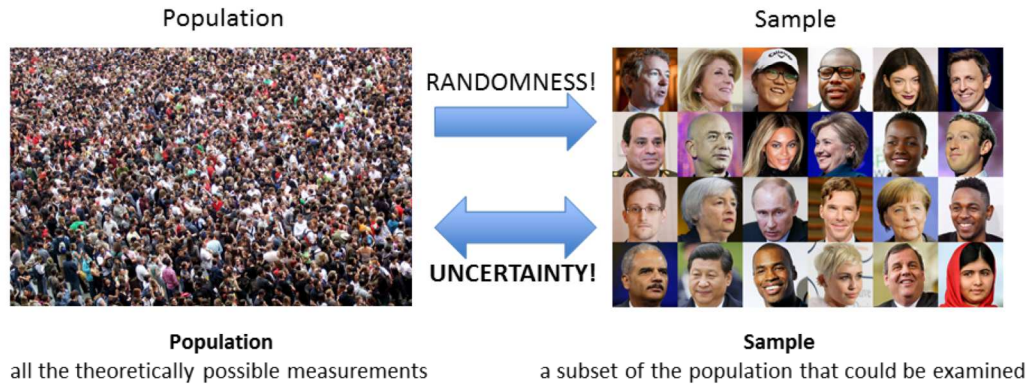 Population
Sample
RANDOMNESS!
UNCERTAINTY!
Population
all the theoretically possible measurements
Sample
a subset of the population that could be examined